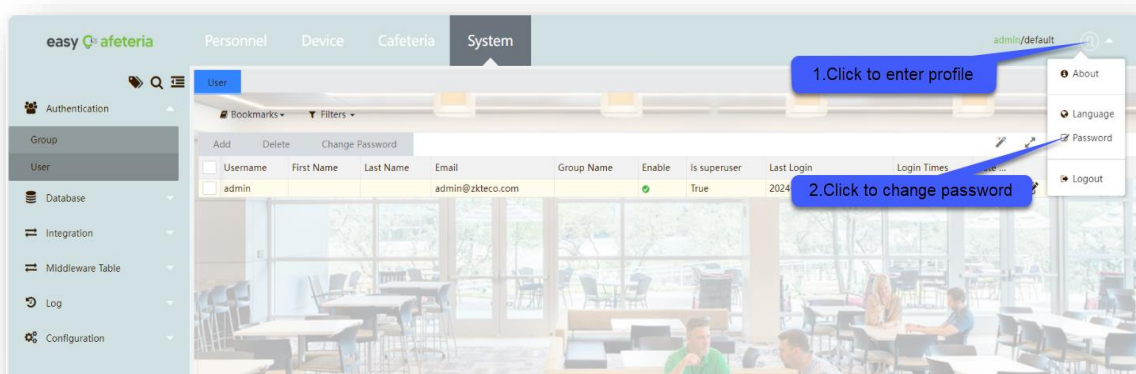 easy afeteria
Personnel Device Cafeteria System
admin/default
1.Click to enter profile
About
User
Authentication
Bookmarks Filters
Language
Group
Add Delete Change Password
Password
User
Username First Name Last Name Email Group Name Enable Is superuser Last Login Login Times
admin admin@zkteco.com True 2024
2.Click to change password
Logout
Database
Integration
Middleware Table
Log
Configuration